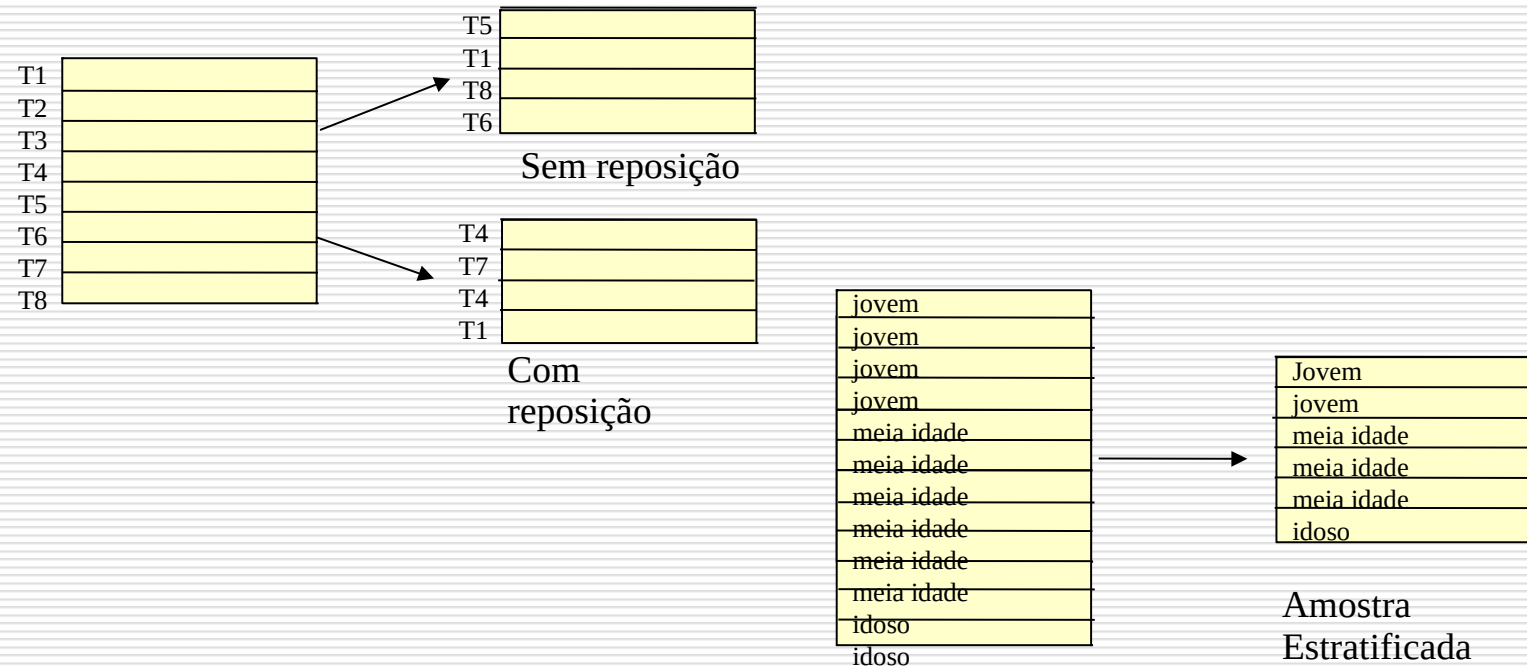 T1
T2
T3
T4
T5
T6
T7
T8
T5
T1
T8
T6
Sem reposição
T4
T7
T4
T1
Com
reposição
jovem
jovem
jovem
jovem
meia idade
meia idade
meia idade
meia idade
meia idade
meia idade
idoso
idoso
Jovem
jovem
meia idade
meia idade
meia idade
idoso
Amostra
Estratificada